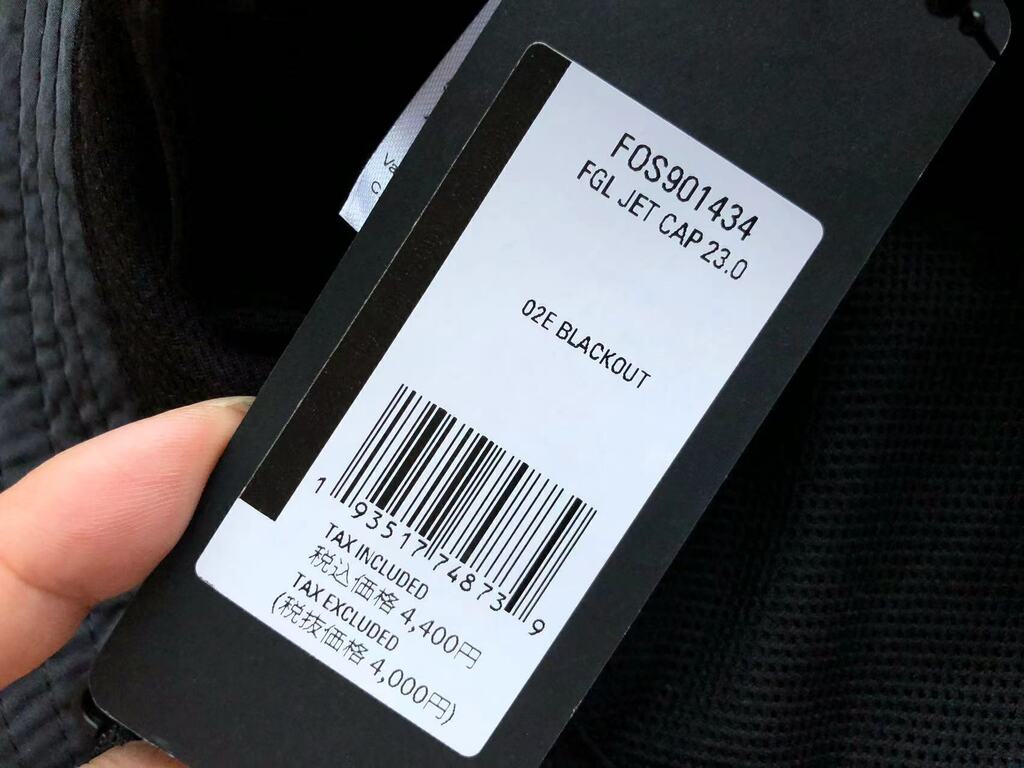 FOS901434
FGL JET CAP 23.0
02E BLACKOUT
1 93517 74873 9
TAX INCLUDED
税込価格 4,400円
TAX EXCLUDED
(税抜価格 4,000円)